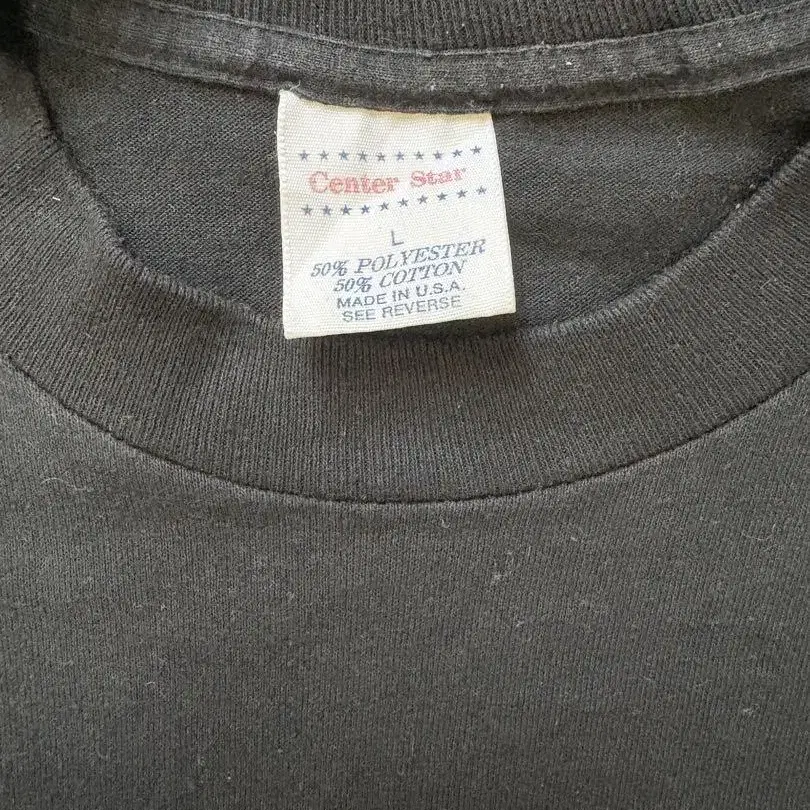 Center Star
L
50% POLYESTER
50% COTTON
MADE IN U.S.A.
SEE REVERSE